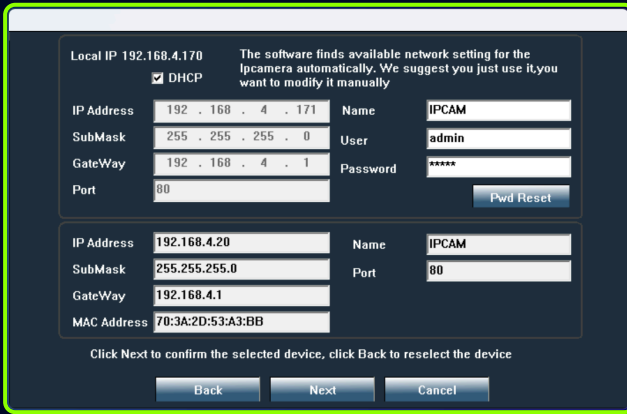 Local IP 192.168.4.170
DHCP
The software finds available network setting for the
Ipcamera automatically. We suggest you just use it,you
want to modify it manually
IP Address 192 . 168 . 4 . 171
SubMask 255 . 255 . 255 . 0
GateWay 192 . 168 . 4 . 1
Port 80
Name IPCAM
User admin
Password *****
Pwd Reset
IP Address 192.168.4.20
SubMask 255.255.255.0
GateWay 192.168.4.1
MAC Address 70:3A:2D:53:A3:BB
Name IPCAM
Port 80
Click Next to confirm the selected device, click Back to reselect the device
Back Next Cancel